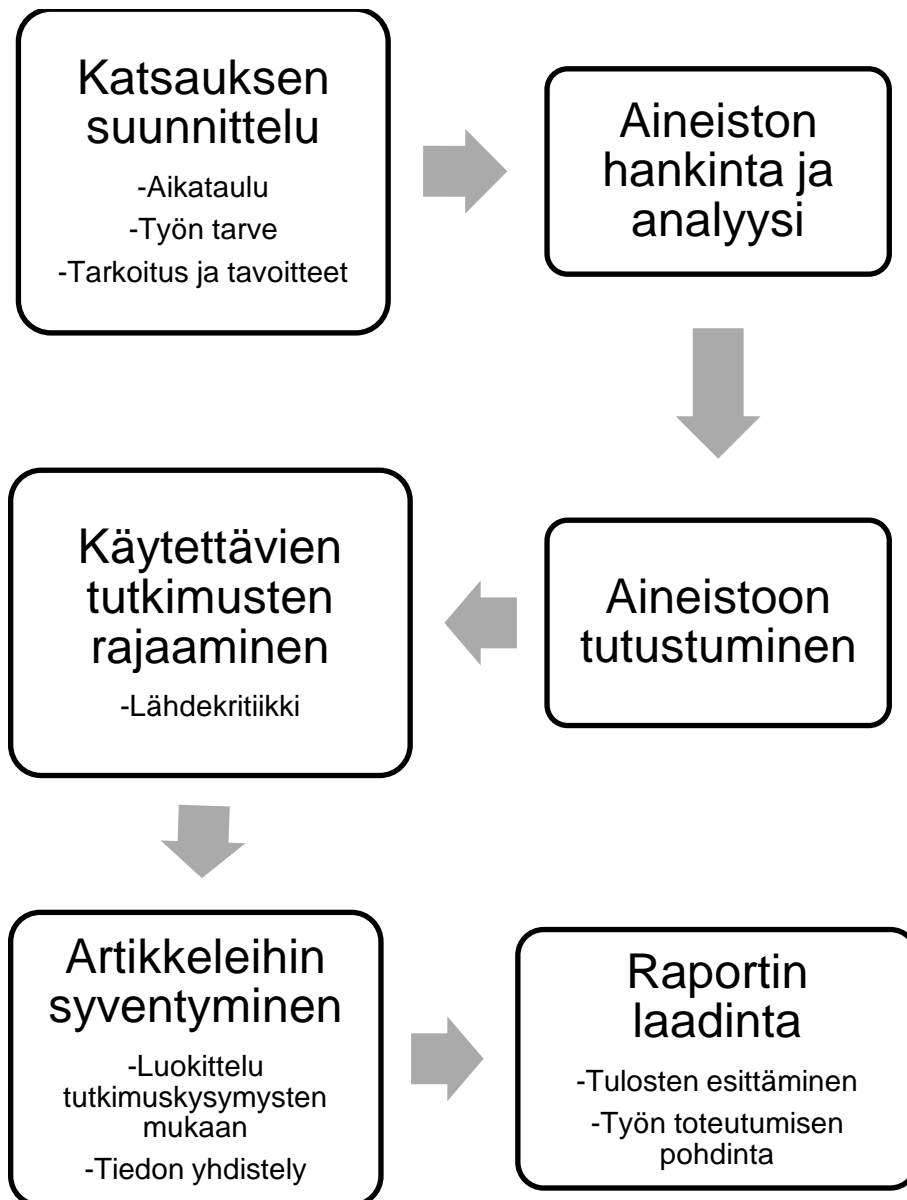 Katsauksen
suunnittelu
-Aikataulu
-Työn tarve
-Tarkoitus ja tavoitteet
Aineiston
hankinta ja
analyysi
Aineistoon
tutustuminen
Käytettävien
tutkimusten
rajaaminen
-Lähdekritiikki
Artikkeleihin
syventyminen
-Luokittelu
tutkimuskysymysten
mukaan
-Tiedon yhdistely
Raportin
laadinta
-Tulosten esittäminen
-Työn toteutumisen
pohdinta